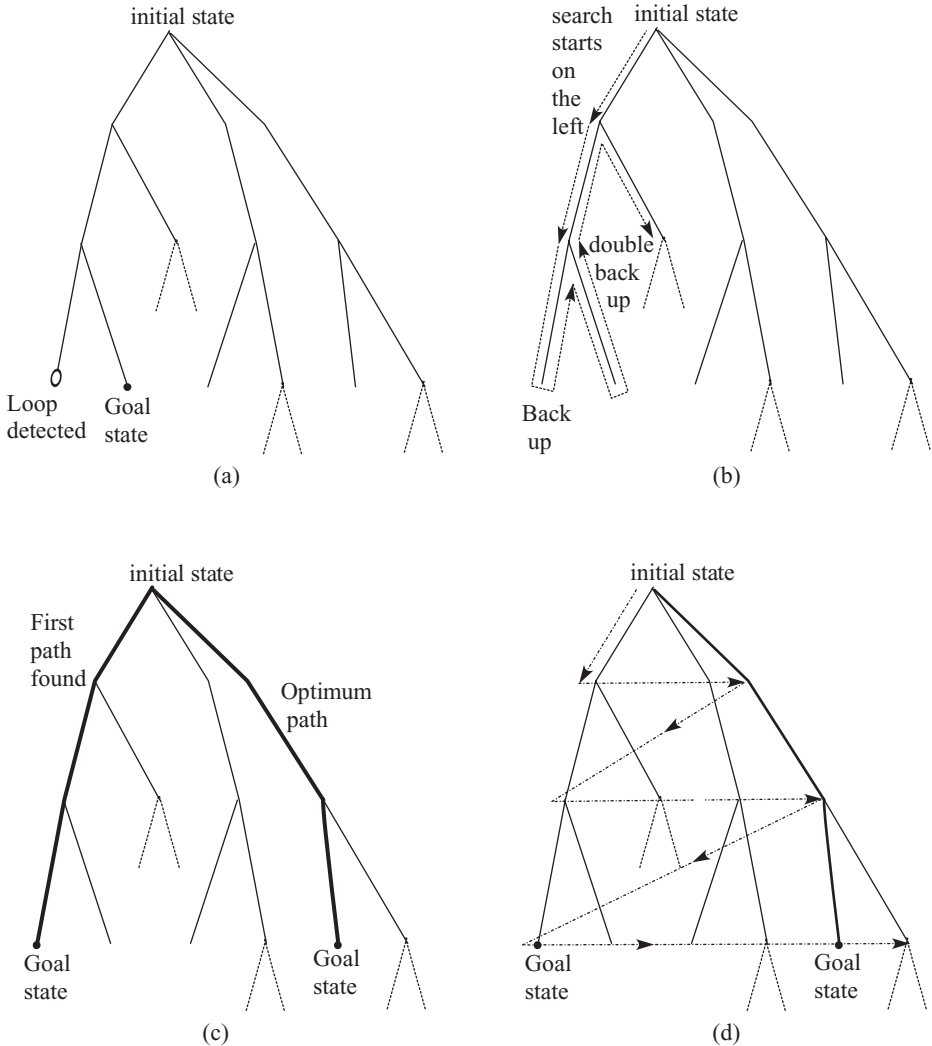 initial state
Loop
detected
Goal
state
(a)
search
starts
on
the
left
initial state
double
back
up
Back
up
(b)
initial state
First
path
found
Optimum
path
Goal
state
Goal
state
(c)
initial state
Goal
state
Goal
state
(d)